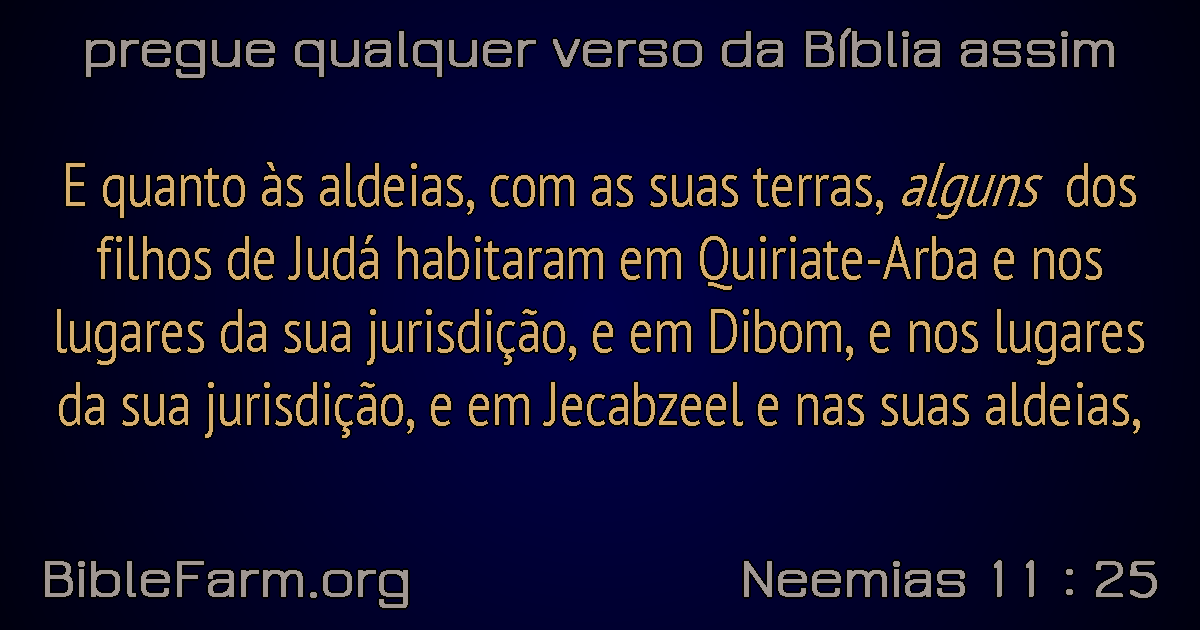 pregue qualquer verso da Bíblia assim
E quanto às aldeias, com as suas terras, alguns dos
filhos de Judá habitaram em Quiriate-Arba e nos
lugares da sua jurisdição, e em Dibom, e nos lugares
da sua jurisdição, e em Jecabzeel e nas suas aldeias,
BibleFarm.org
Neemias 11 : 25